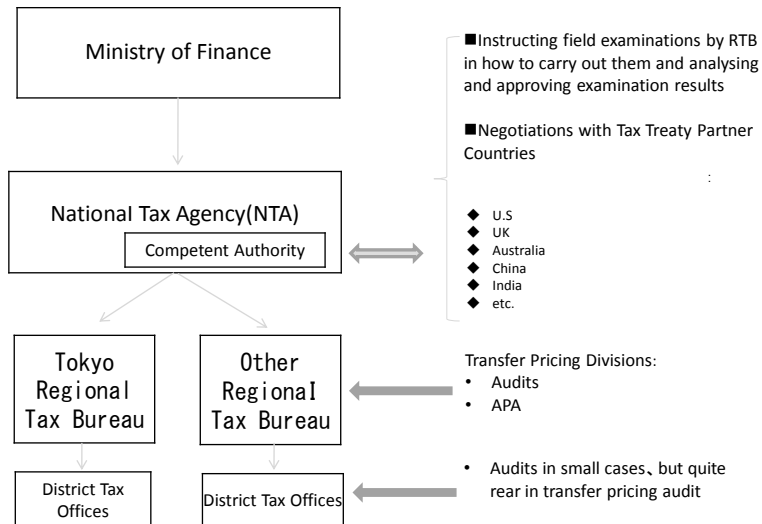 Ministry of Finance
■Instructing field examinations by RTB
in how to carry out them and analysing
and approving examination results
■Negotiations with Tax Treaty Partner
Countries
:
National Tax Agency(NTA)
Competent Authority
◆ U.S
◆ UK
◆ Australia
◆ China
◆ India
◆ etc.
Tokyo
Regional
Tax Bureau
Other
Regional
Tax Bureau
Transfer Pricing Divisions:
• Audits
• APA
District Tax
Offices
District Tax Offices
• Audits in small cases、but quite
rear in transfer pricing audit